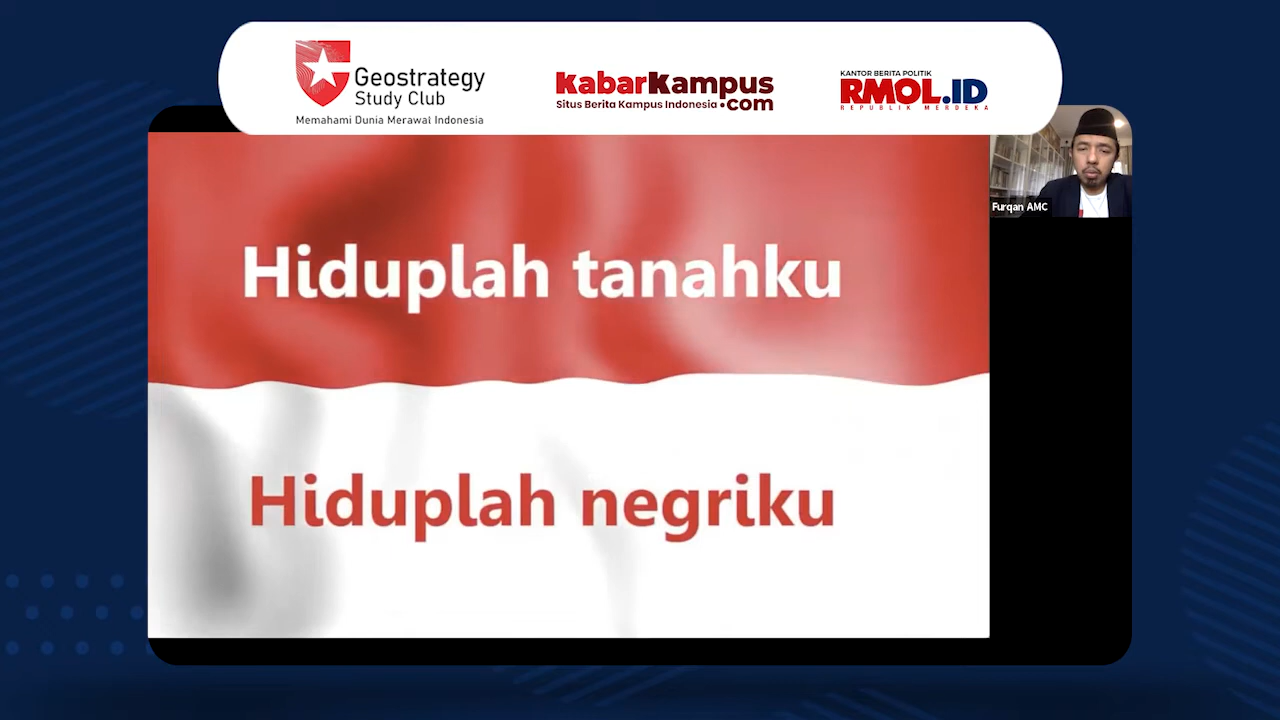 Geostrategy
Study Club
Memahami Dunia Merawat Indonesia
KabarKampus
Situs Berita Kampus Indonesia .com
KANTOR BERITA POLITIK
RMOL.ID
REPUBLIK MERDEKA
Furqan AMC
Hiduplah tanahku
Hiduplah negriku